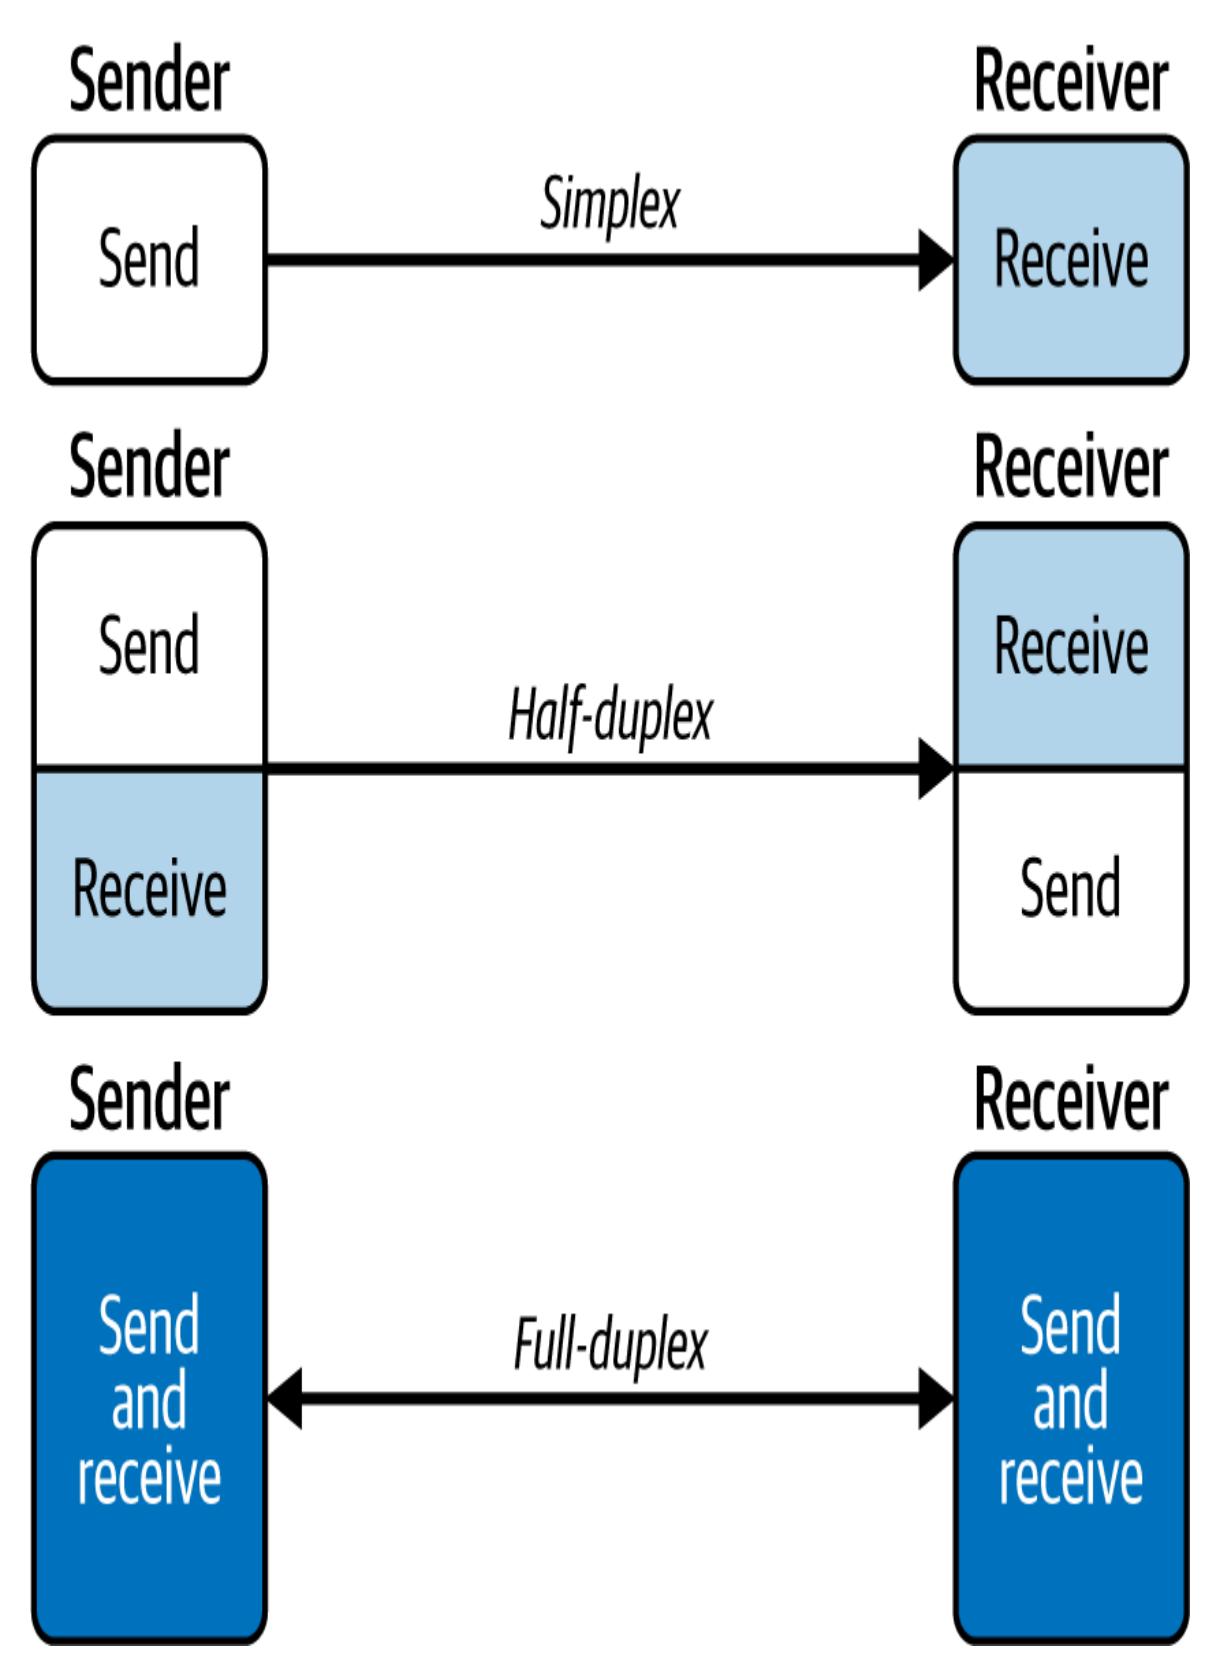 Sender
Receiver
Send
Simplex
Receive
Sender
Receiver
Send
Receive
Half-duplex
Receive
Send
Sender
Receiver
Send
and
receive
Full-duplex
Send
and
receive